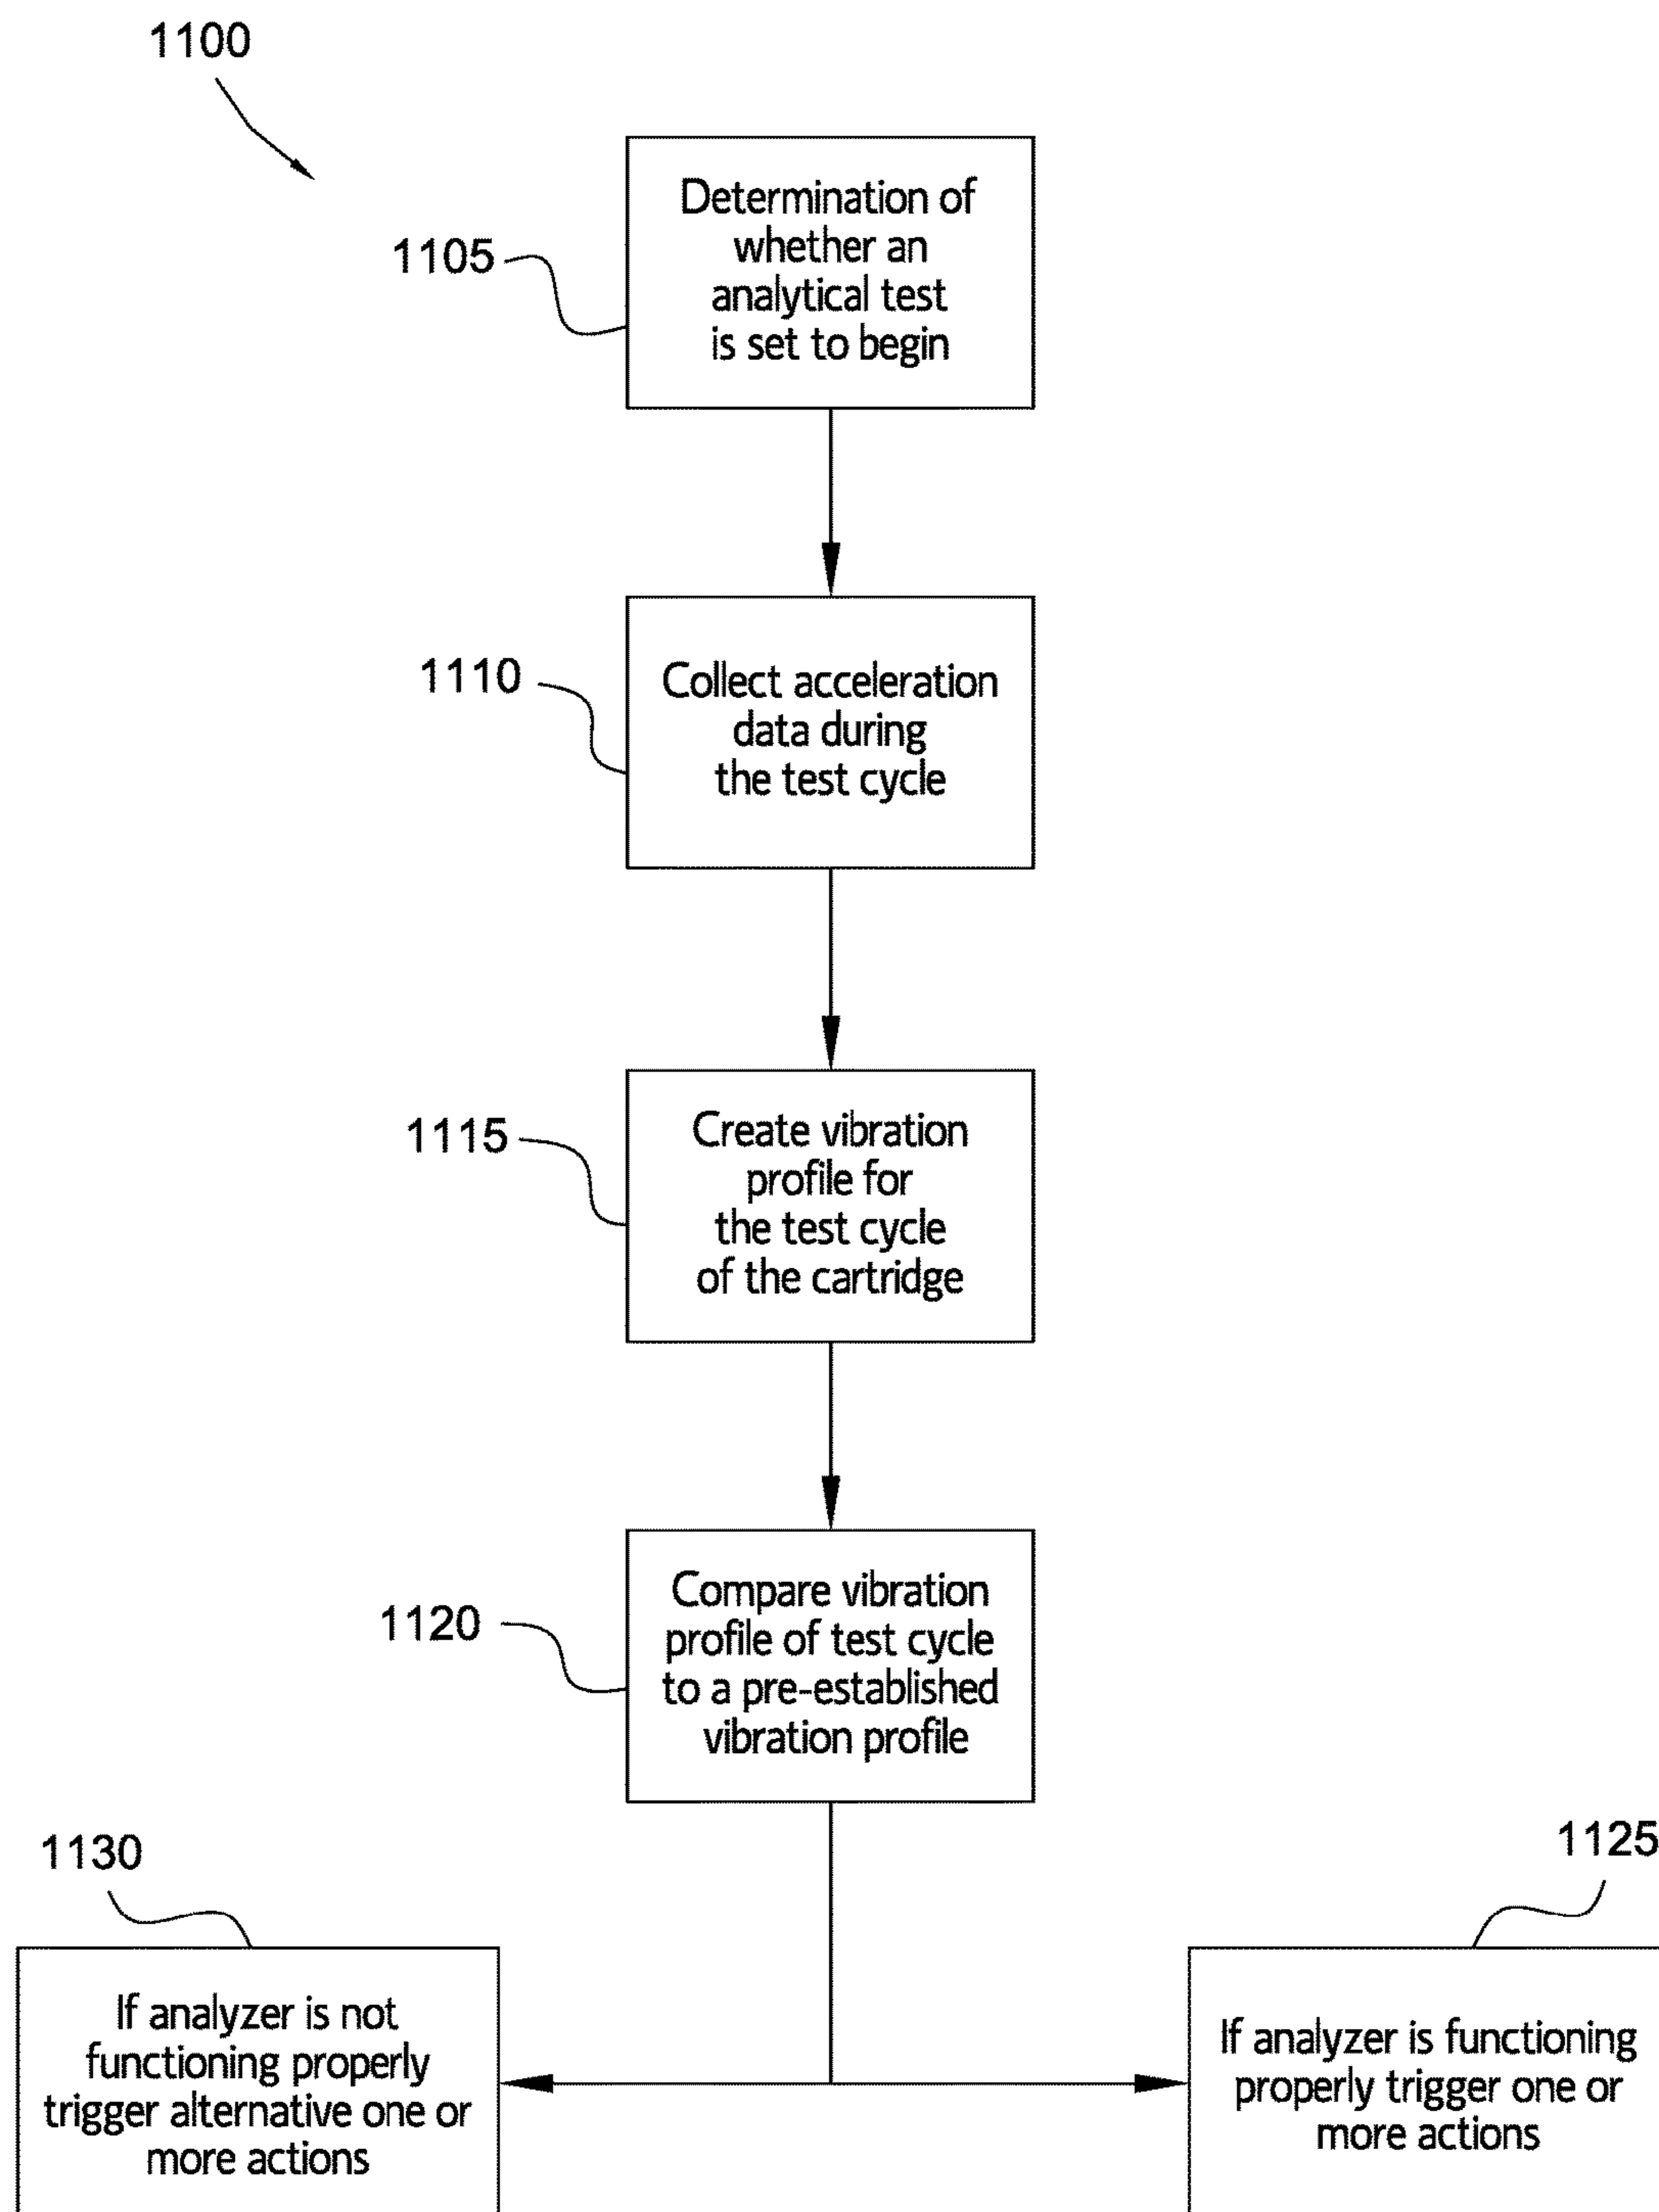 1100
1105
Determination of
whether an
analytical test
is set to begin
1110
Collect acceleration
data during
the test cycle
1115
Create vibration
profile for
the test cycle
of the cartridge
1120
Compare vibration
profile of test cycle
to a pre-established
vibration profile
1130
If analyzer is not
functioning properly
trigger alternative one or
more actions
1125
If analyzer is functioning
properly trigger one or
more actions